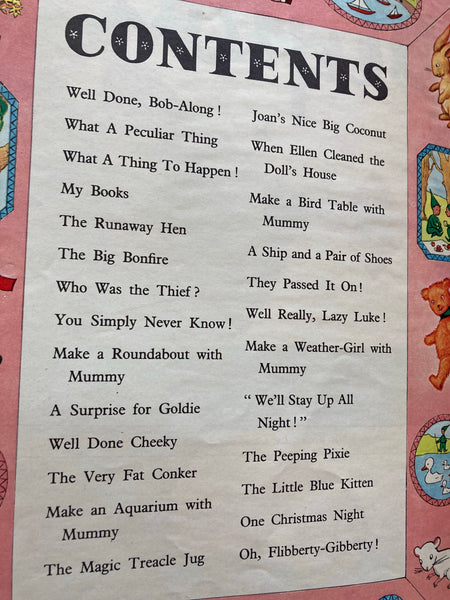 CONTENTS
Well Done, Bob-Along!
What A Peculiar Thing
What A Thing To Happen!
My Books
The Runaway Hen
The Big Bonfire
Who Was the Thief?
You Simply Never Know!
Make a Roundabout with
Mummy
A Surprise for Goldie
Well Done Cheeky
The Very Fat Conker
Make an Aquarium with
Mummy
The Magic Treacle Jug
Joan's Nice Big Coconut
When Ellen Cleaned the
Doll's House
Make a Bird Table with
Mummy
A Ship and a Pair of Shoes
They Passed It On!
Well Really, Lazy Luke!
Make a Weather-Girl with
Mummy
"We'll Stay Up All
Night!"
The Peeping Pixie
The Little Blue Kitten
One Christmas Night
Oh, Flibberty-Gibberty!